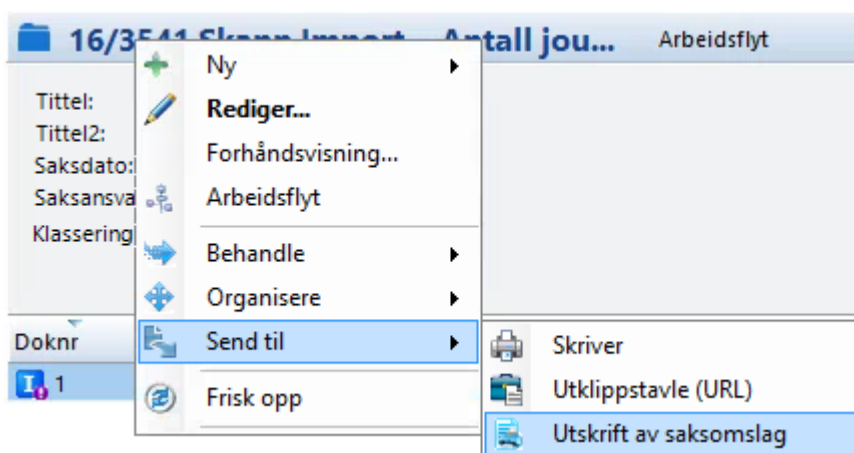 16/3541 Skann Import... Antall jou... Arbeidsflyt
Tittel:
Tittel2:
Saksdato:
Saksansva
Klassering
Ny
Rediger...
Forhåndsvisning...
Arbeidsflyt
Behandle
Organisere
Send til
Frisk opp
Skriver
Utklippstavle (URL)
Utskrift av saksomslag
Doknr
1